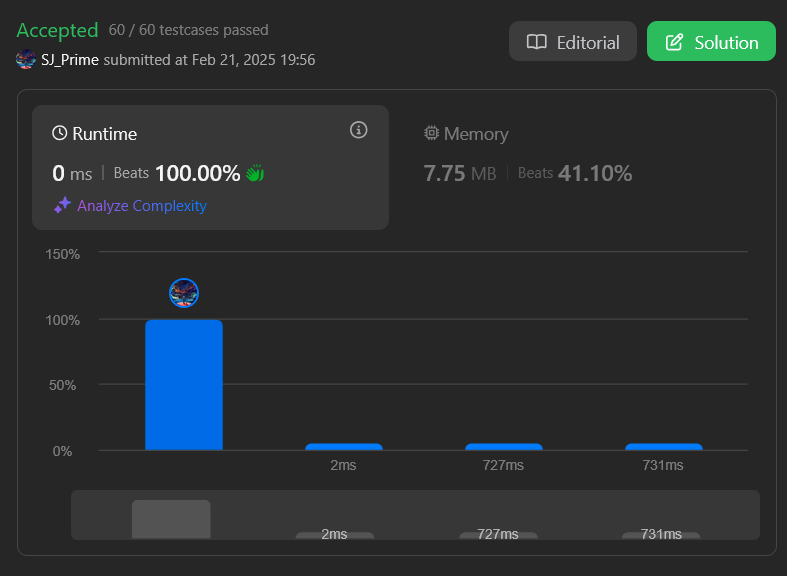 Accepted 60 / 60 testcases passed
SJ_Prime submitted at Feb 21, 2025 19:56
Editorial
Solution
Runtime
0 ms | Beats 100.00%
Analyze Complexity
Memory
7.75 MB | Beats 41.10%
150%
100%
50%
0%
2ms 727ms 731ms
2ms 727ms 731ms